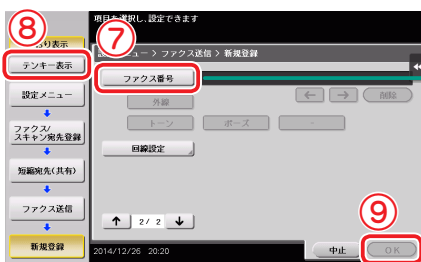 ⑧
項目を選択し、設定できます
⑦
り表示
テンキー表示
メニュー > ファクス送信 > 新規登録
ファクス番号
設定メニュー
外線
← → 削除
トーン ポーズ -
ファクス/
スキャン宛先登録
回線設定
短縮宛先(共有)
ファクス送信
↑ 2/ 2 ↓
⑨
新規登録
2014/12/26 20:20
中止 OK